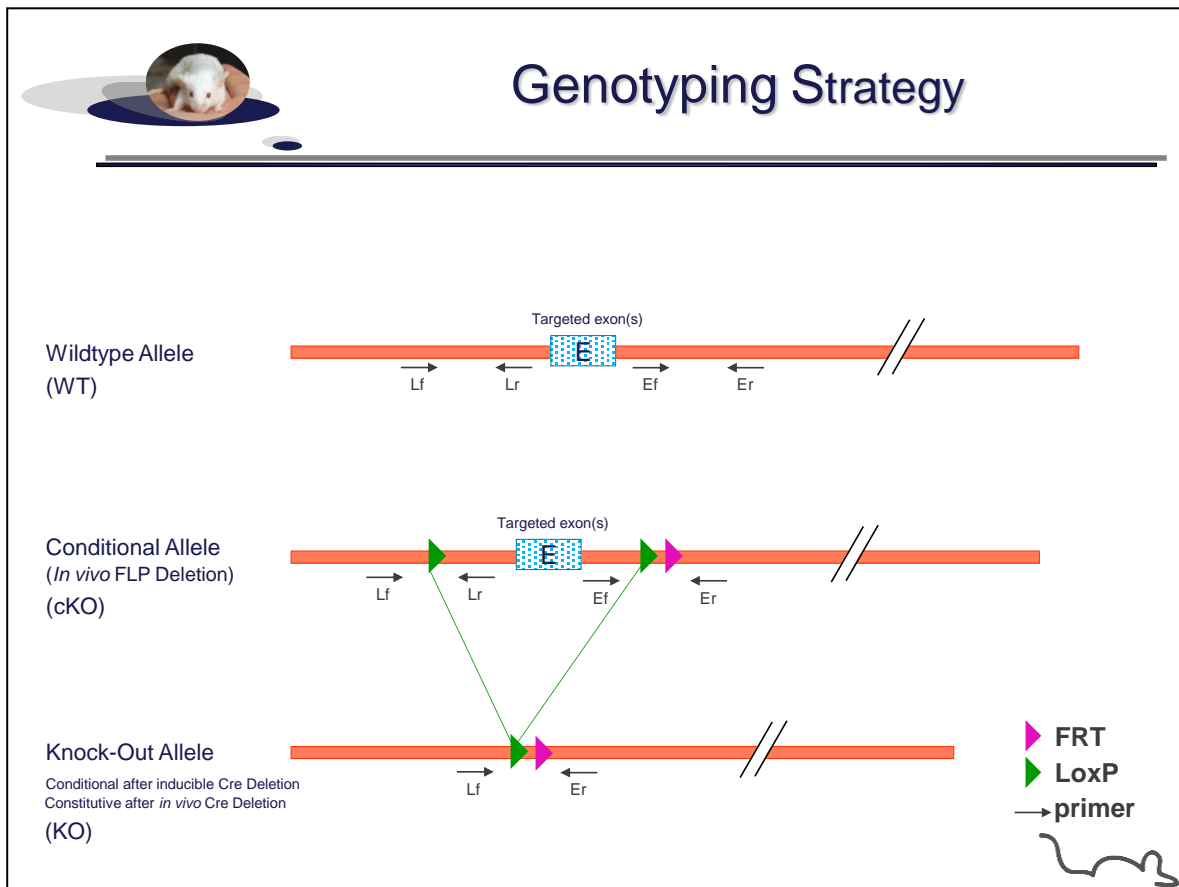 Genotyping Strategy
Targeted exon(s)
Wildtype Allele
(WT)
E
Lf
Lr
Ef
Er
Targeted exon(s)
Conditional Allele
(In vivo FLP Deletion)
(cKO)
E
Lf
Lr
Ef
Er
Knock-Out Allele
Conditional after inducible Cre Deletion
Constitutive after in vivo Cre Deletion
(KO)
Lf
Er
FRT
LoxP
primer